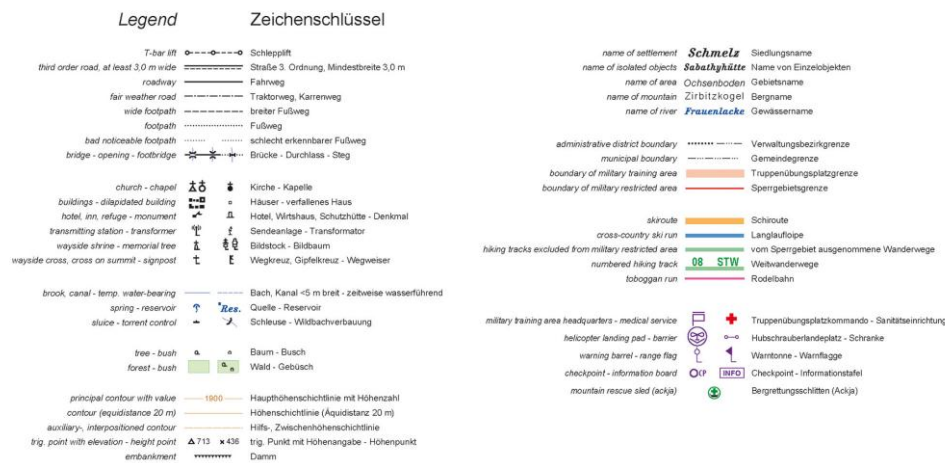 Legend Zeichenschlüssel
T-bar lift Schlepplift
third order road, at least 3,0 m wide Straße 3. Ordnung, Mindestbreite 3,0 m
roadway Fahrweg
fair weather road Traktorweg, Karrenweg
wide footpath breiter Fußweg
footpath Fußweg
bad noticeable footpath schlecht erkennbarer Fußweg
bridge - opening - footbridge Brücke - Durchlass - Steg
church - chapel Kirche - Kapelle
buildings - dilapidated building Häuser - verfallenes Haus
hotel, inn, refuge - monument Hotel, Wirtshaus, Schutzhütte - Denkmal
transmitting station - transformer Sendeanlage - Transformator
wayside shrine - memorial tree Bildstock - Bildbaum
wayside cross, cross on summit - signpost Wegkreuz, Gipfelkreuz - Wegweiser
brook, canal - temp. water-bearing Bach, Kanal <5 m breit - zeitweise wasserführend
spring - reservoir Res. Quelle - Reservoir
sluice - torrent control Schleuse - Wildbachverbauung
tree - bush Baum - Busch
forest - bush Wald - Gebüsch
principal contour with value 1900 Haupthöhenschichtlinie mit Höhenzahl
contour (equidistance 20 m) Höhenschichtlinie (Äquidistanz 20 m)
auxiliary-, interpositioned contour Hilfs-, Zwischenhöhenschichtlinie
trig. point with elevation - height point 713 436 trig. Punkt mit Höhenangabe - Höhenpunkt
embankment Damm
name of settlement Schmelz Siedlungsname
name of isolated objects Sabathyhütte Name von Einzelobjekten
name of area Ochsenboden Gebietsname
name of mountain Zirbitzkogel Bergname
name of river Frauenlacke Gewässername
administrative district boundary Verwaltungsbezirkgrenze
municipal boundary Gemeindegrenze
boundary of military training area Truppenübungsplatzgrenze
boundary of military restricted area Sperrgebietsgrenze
skiroute Schiroute
cross-country ski run Langlaufloipe
hiking tracks excluded from military restricted area vom Sperrgebiet ausgenommene Wanderwege
numbered hiking track 08 STW Weitwanderwege
toboggan run Rodelbahn
military training area headquarters - medical service Truppenübungsplatzkommando - Sanitätseinrichtung
helicopter landing pad - barrier Hubschrauberlandeplatz - Schranke
warning barrel - range flag Warntonne - Warnflagge
checkpoint - information board CP INFO Checkpoint - Informationstafel
mountain rescue sled (ackja) Bergrettungsschlitten (Ackja)